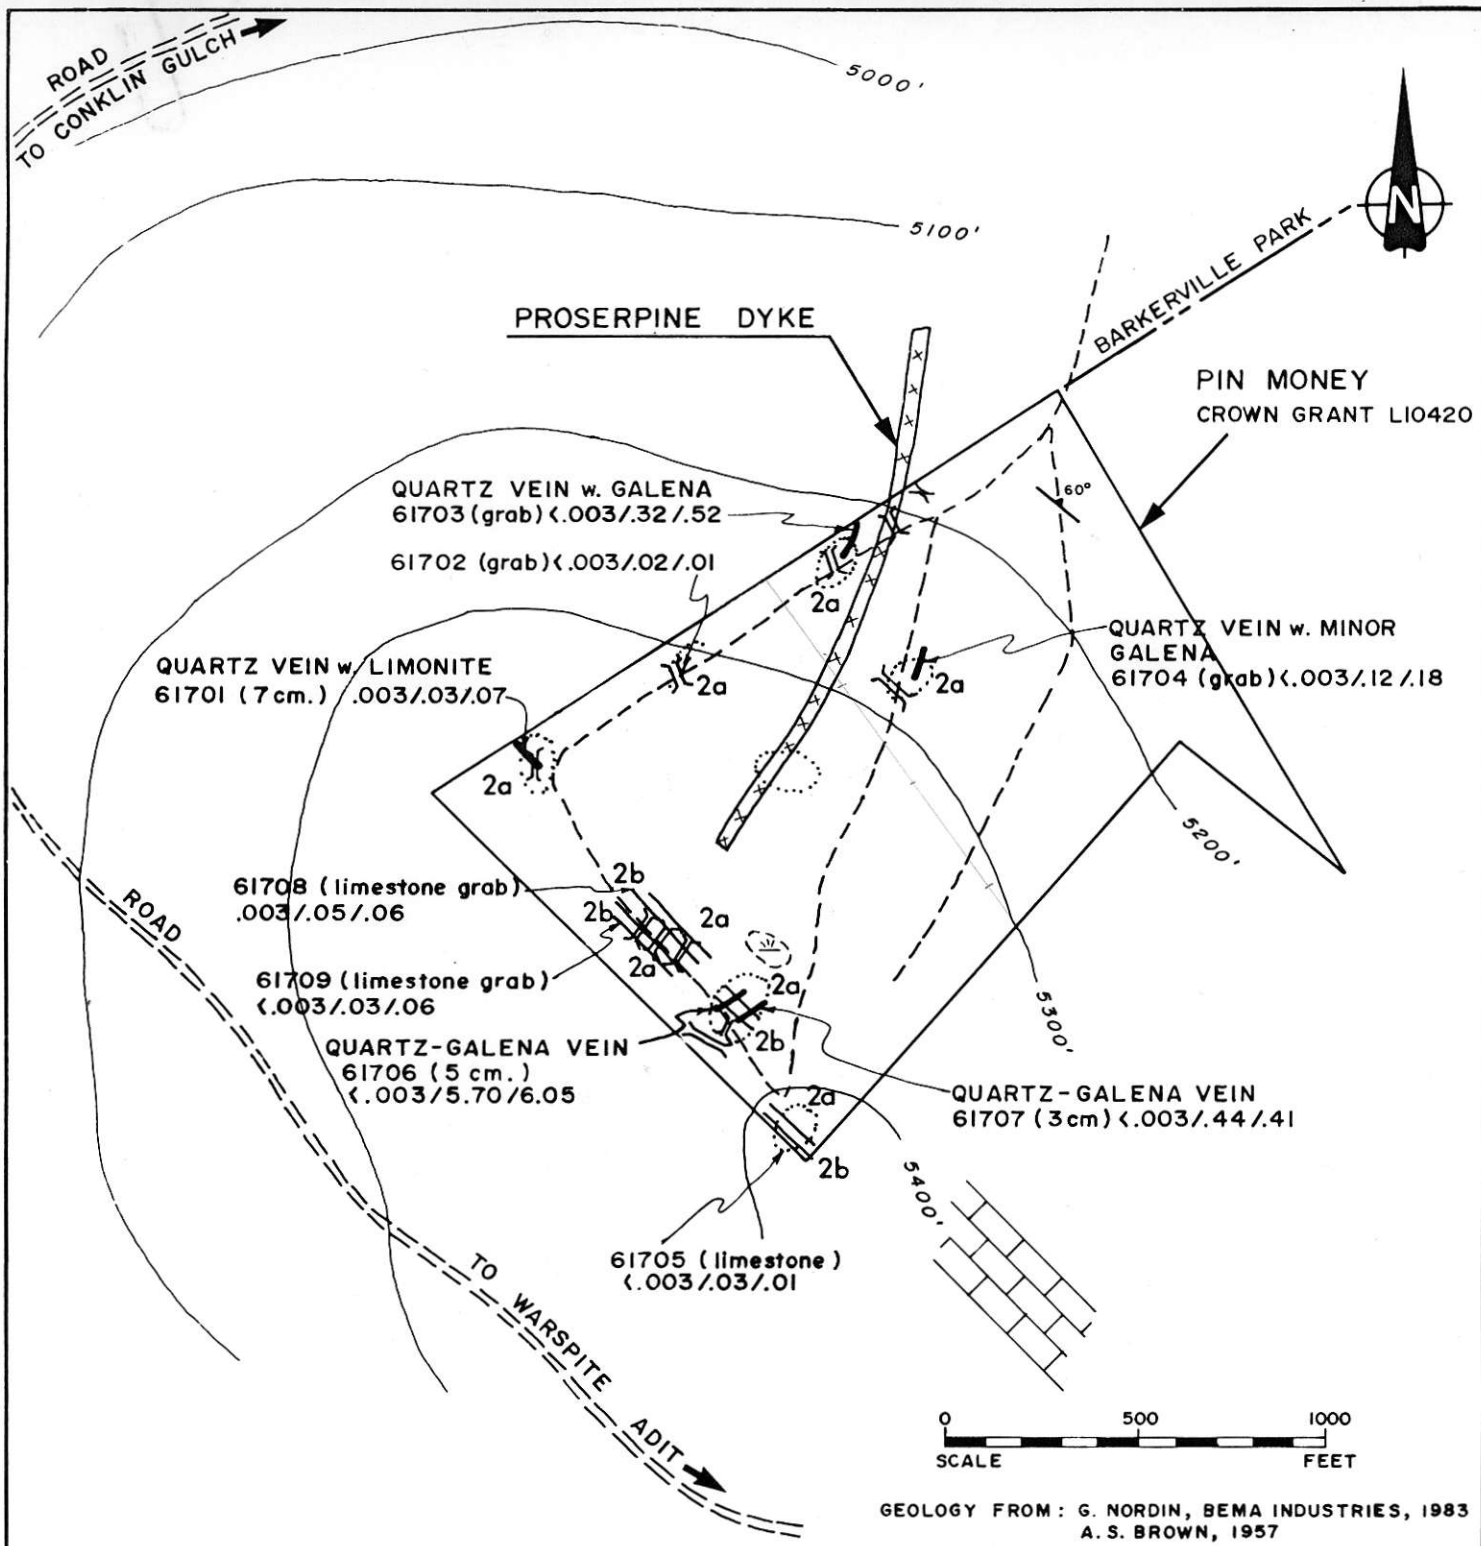 ROAD
TO CONKLIN GULCH
5000'
N
5100'
BARKERVILLE PARK
PROSERPINE DYKE
PIN MONEY
CROWN GRANT L10420
QUARTZ VEIN w. GALENA
61703 (grab) <.003/.32/.52
60°
61702 (grab) <.003/.02/.01
2a
QUARTZ VEIN w. MINOR
GALENA
61704 (grab) <.003/.12/.18
QUARTZ VEIN w. LIMONITE
61701 (7cm.) .003/.03/.07
2a
2a
2a
5200'
61708 (limestone grab)
.003/.05/.06
2b
2b
2a
2a
ROAD
61709 (limestone grab)
<.003/.03/.06
2a
5300'
QUARTZ-GALENA VEIN
61706 (5 cm.)
<.003/5.70/6.05
2b
QUARTZ-GALENA VEIN
61707 (3cm) <.003/.44/.41
2a
2b
5400'
61705 (limestone)
<.003/.03/.01
TO WARSPITE ADIT
0 500 1000
SCALE FEET
GEOLOGY FROM : G. NORDIN, BEMA INDUSTRIES, 1983
A. S. BROWN, 1957